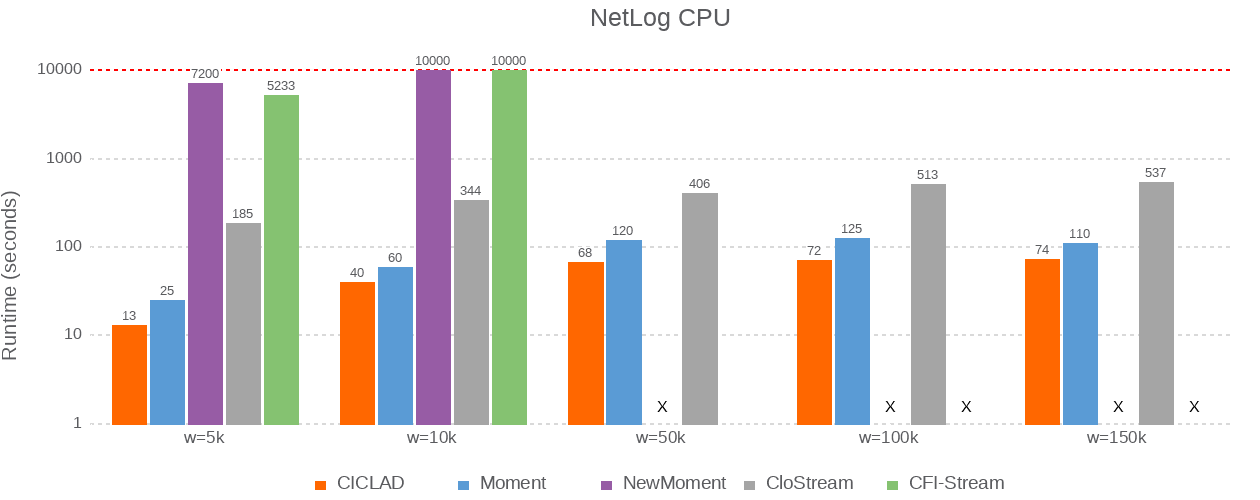 NetLog CPU
Runtime (seconds)
10000
1000
100
10
1
13
25
7200
185
5233
40
60
10000
344
10000
68
120
X
406
72
125
X
513
X
74
110
X
537
X
w=5k
w=10k
w=50k
w=100k
w=150k
CICLAD
Moment
NewMoment
CloStream
CFI-Stream